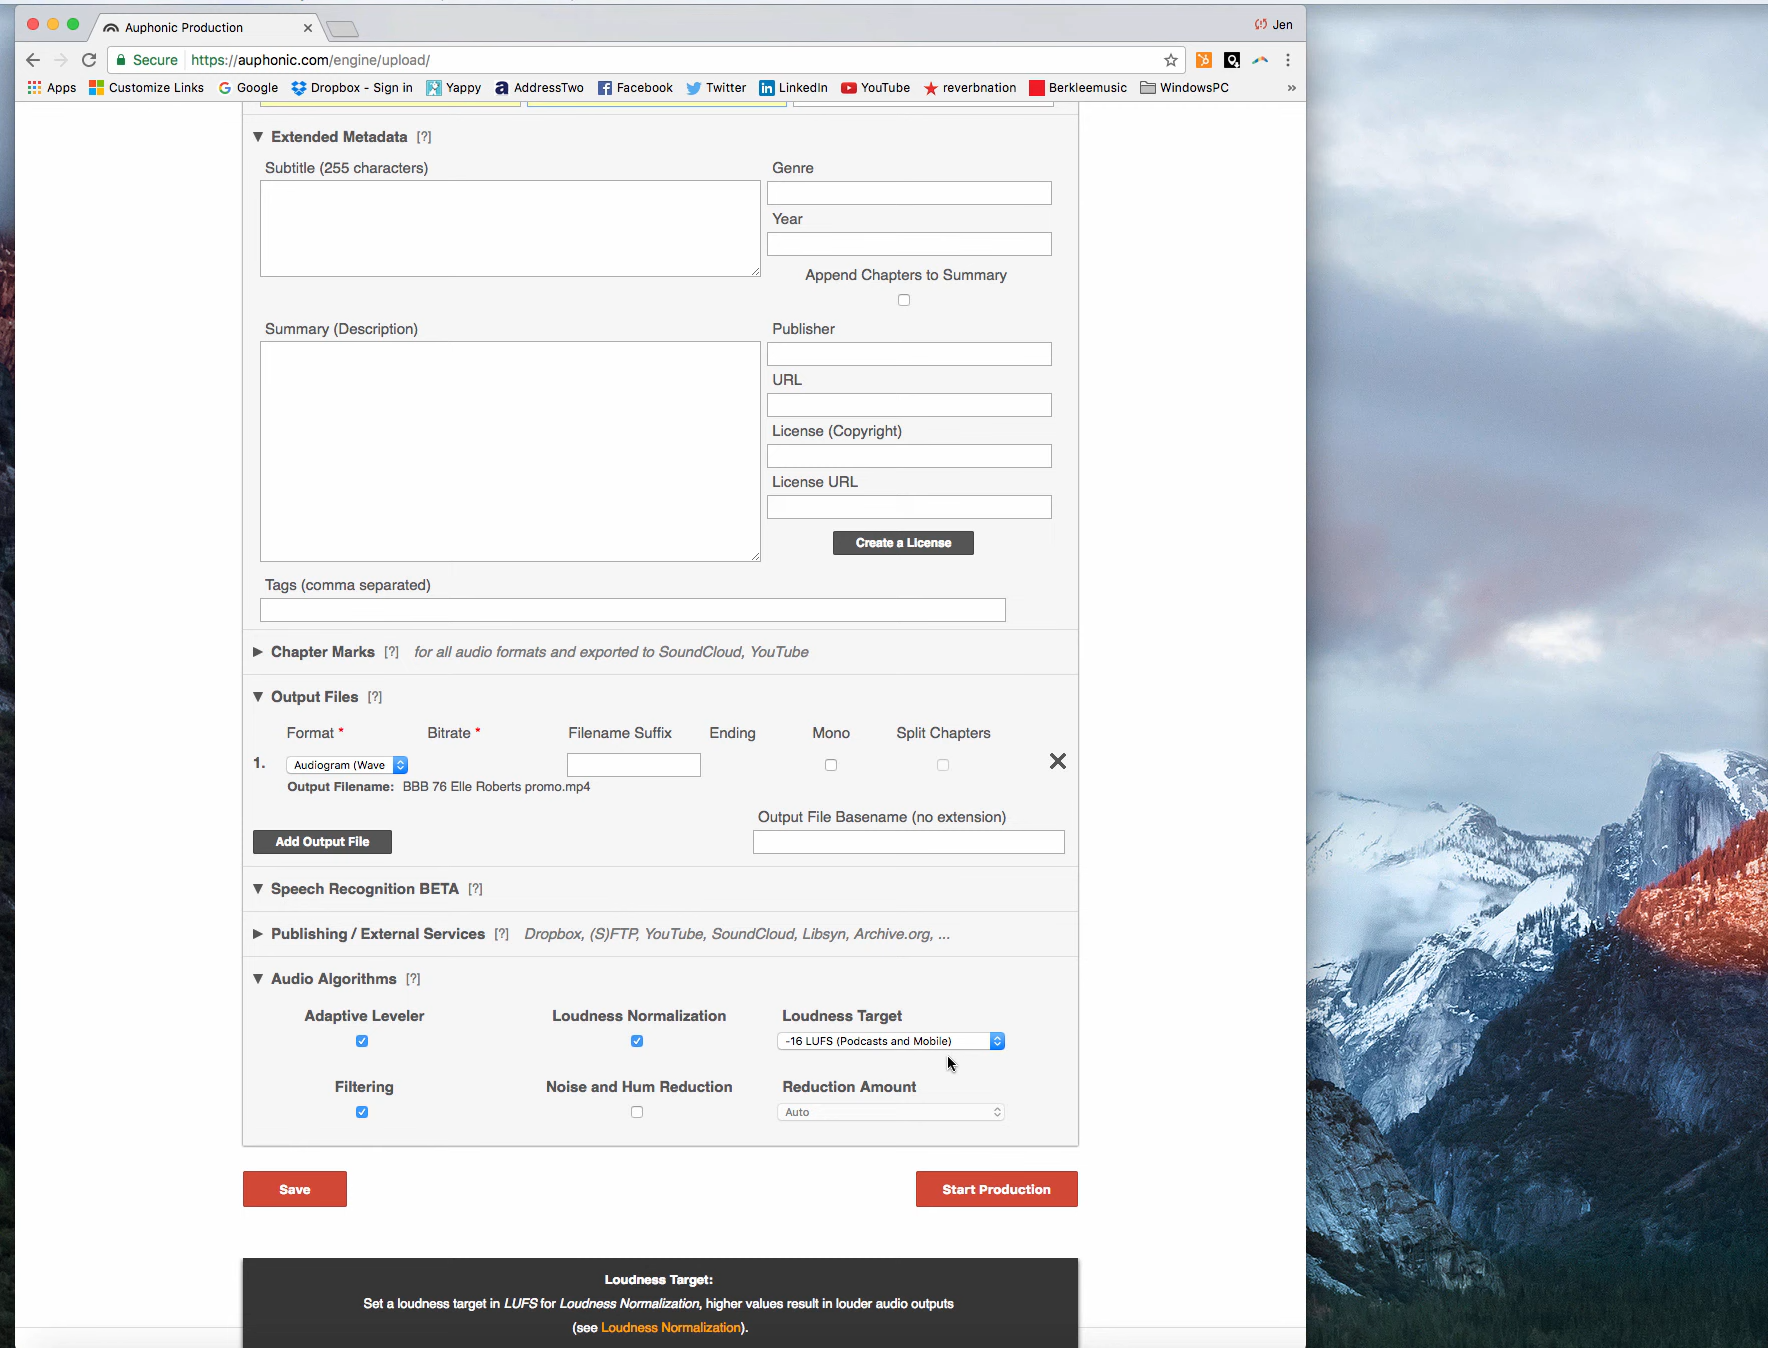 Auphonic Production
Jen
Secure https://auphonic.com/engine/upload/
Apps Customize Links Google Dropbox - Sign in Yappy AddressTwo Facebook Twitter LinkedIn YouTube reverbnation Berkleemusic WindowsPC »
▼ Extended Metadata [?]
Subtitle (255 characters) Genre
Year
Append Chapters to Summary
Summary (Description) Publisher
URL
License (Copyright)
License URL
Create a License
Tags (comma separated)
▶ Chapter Marks [?] for all audio formats and exported to SoundCloud, YouTube
▼ Output Files [?]
Format * Bitrate * Filename Suffix Ending Mono Split Chapters
1. Audiogram (Wave
Output Filename: BBB 76 Elle Roberts promo.mp4
Output File Basename (no extension)
Add Output File
▼ Speech Recognition BETA [?]
▶ Publishing / External Services [?] Dropbox, (S)FTP, YouTube, SoundCloud, Libsyn, Archive.org, ...
▼ Audio Algorithms [?]
Adaptive Leveler Loudness Normalization Loudness Target
-16 LUFS (Podcasts and Mobile)
Filtering Noise and Hum Reduction Reduction Amount
Auto
Save Start Production
Loudness Target:
Set a loudness target in LUFS for Loudness Normalization, higher values result in louder audio outputs
(see Loudness Normalization).